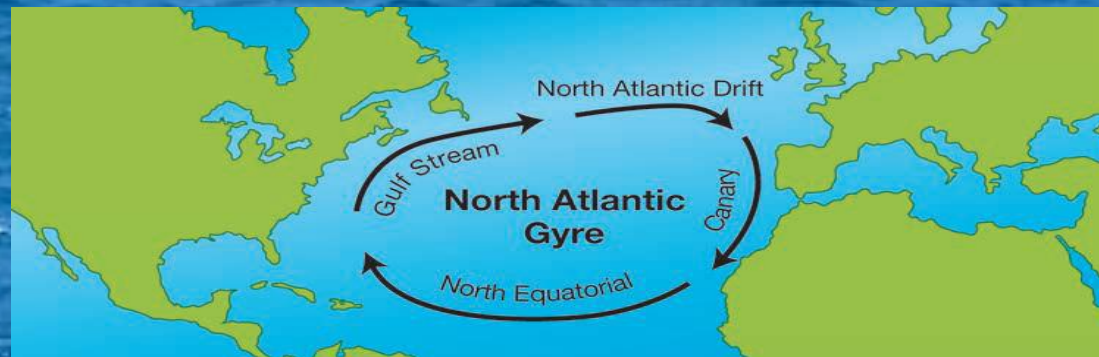 North Atlantic Drift
Gulf Stream
North Atlantic
Gyre
Canary
North Equatorial